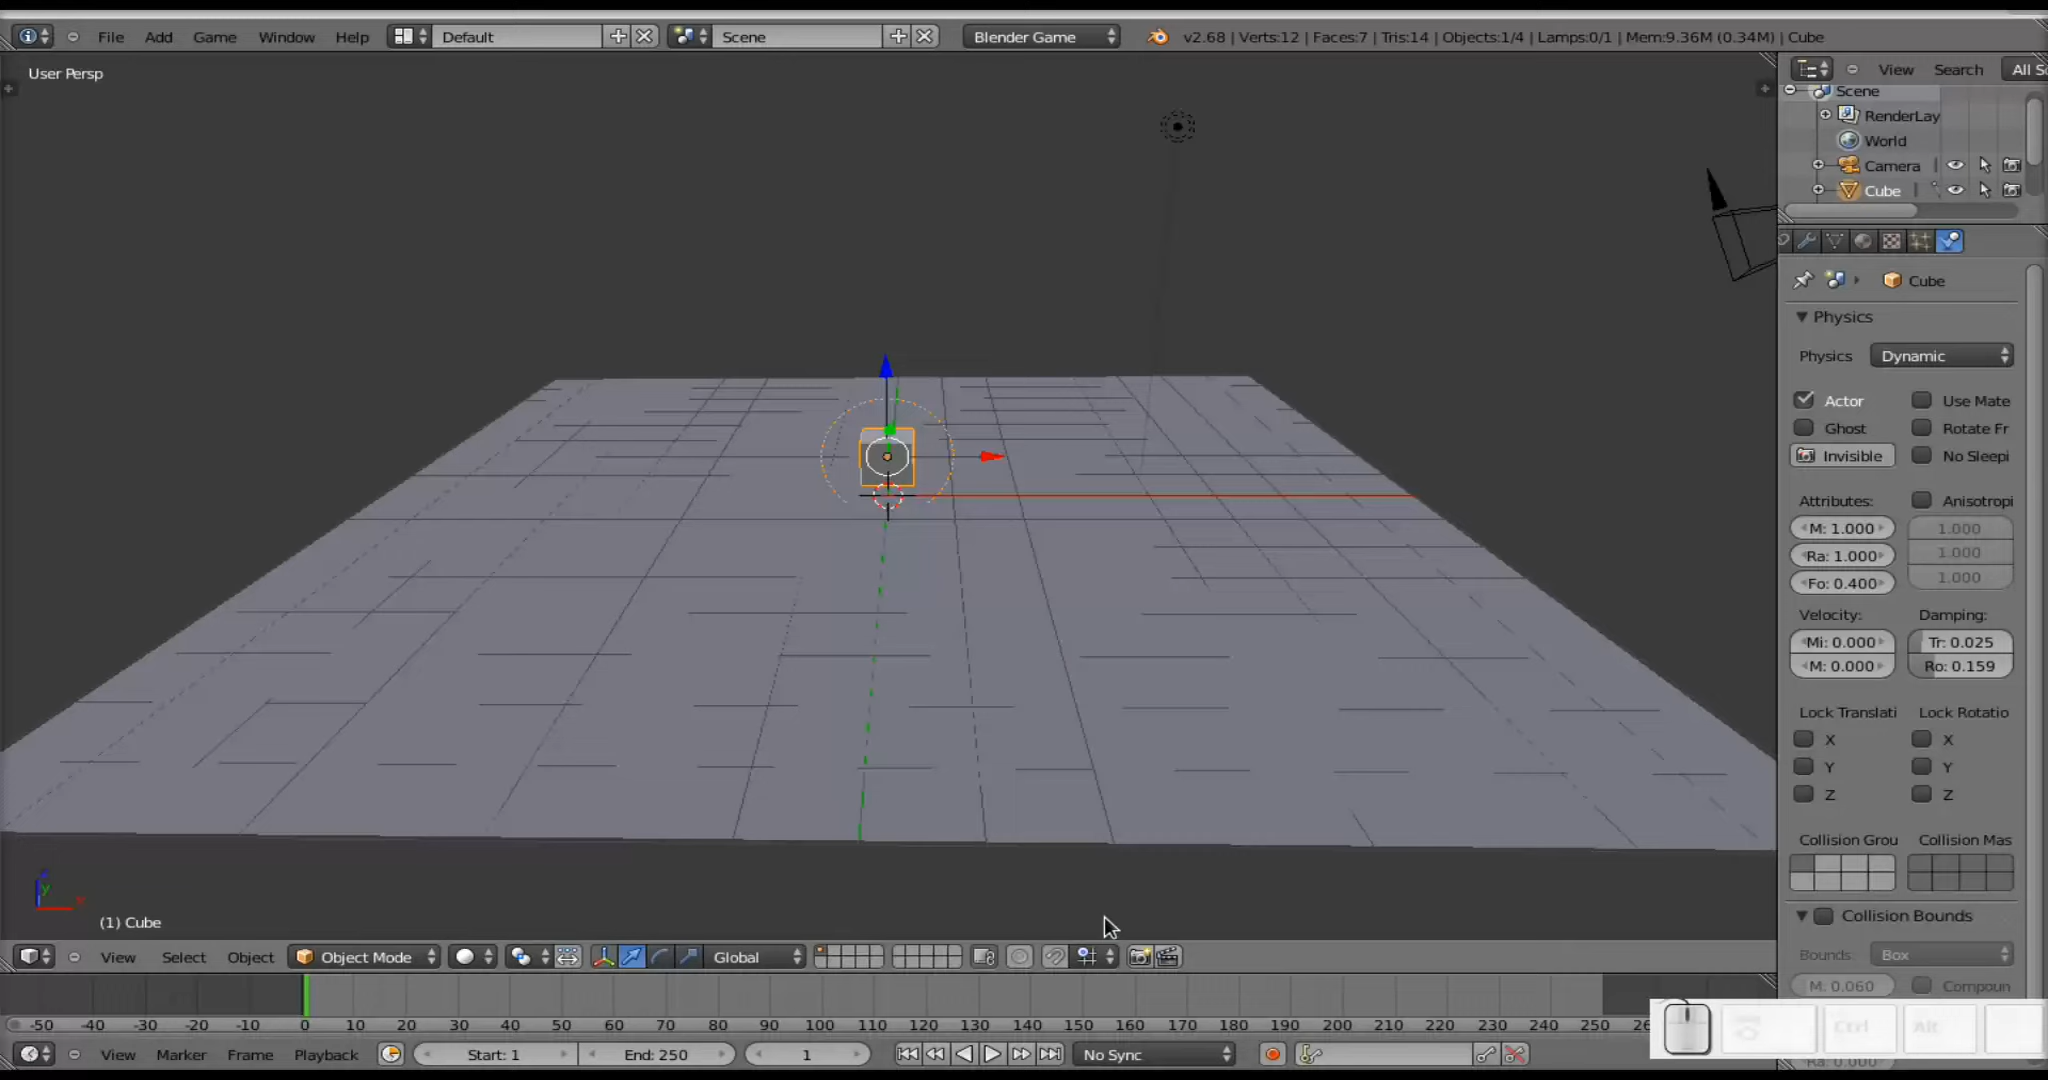 File Add Game Window Help Default Scene Blender Game v2.68 | Verts:12 | Faces:7 | Tris:14 | Objects:1/4 | Lamps:0/1 | Mem:9.36M (0.34M) | Cube
User Persp
View Search All Sc
Scene
RenderLay
World
Camera
Cube
Cube
Physics
Physics Dynamic
Actor Use Mate
Ghost Rotate Fr
Invisible No Sleepi
Attributes: Anisotropi
M: 1.000 1.000
Ra: 1.000 1.000
Fo: 0.400 1.000
Velocity: Damping:
Mi: 0.000 Tr: 0.025
M: 0.000 Ro: 0.159
Lock Translati Lock Rotatio
X X
Y Y
Z Z
Collision Grou Collision Mas
Collision Bounds
Bounds: Box
M: 0.060 Compoun
z
y
x
(1) Cube
View Select Object Object Mode Global
-50 -40 -30 -20 -10 0 10 20 30 40 50 60 70 80 90 100 110 120 130 140 150 160 170 180 190 200 210 220 230 240 250 26
Ctrl Alt
View Marker Frame Playback Start: 1 End: 250 1 No Sync
Ra: 0.000